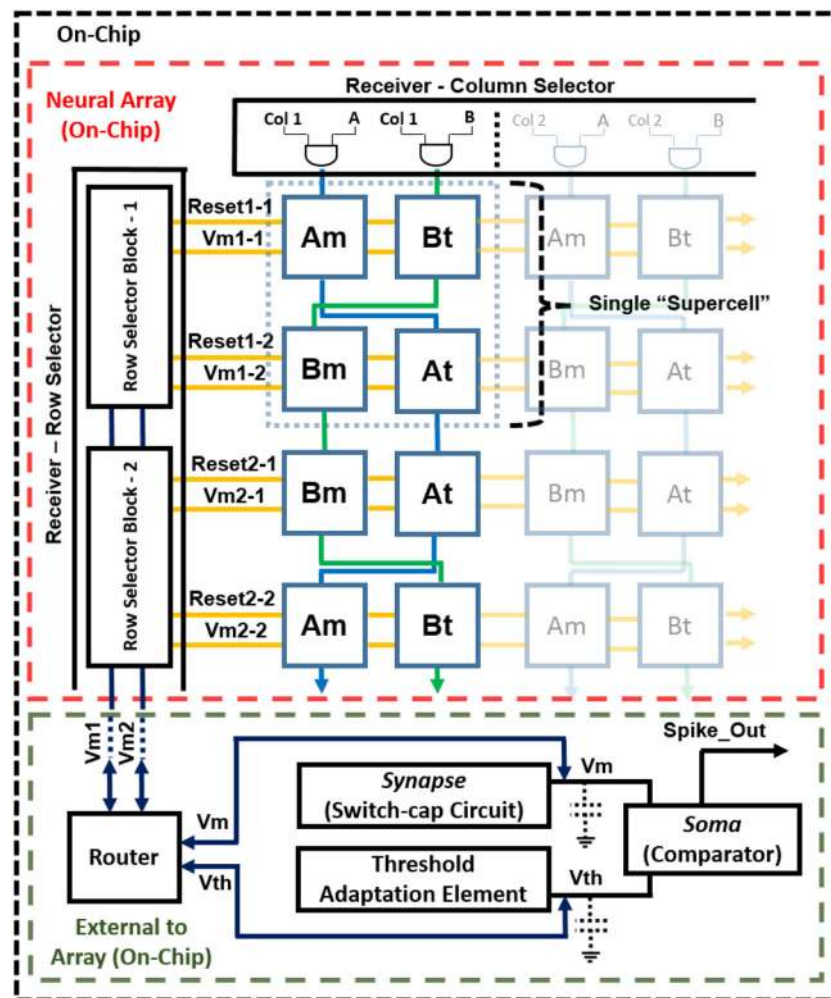 On-Chip
Receiver - Column Selector
Neural Array
(On-Chip)
Col 1 A Col 1 B Col 2 A Col 2 B
Receiver – Row Selector
Row Selector Block - 1
Reset1-1
Vm1-1
Am Bt Am Bt
Single “Supercell”
Reset1-2
Vm1-2
Bm At Bm At
Row Selector Block - 2
Reset2-1
Vm2-1
Bm At Bm At
Reset2-2
Vm2-2
Am Bt Am Bt
Vm1
Vm2
Spike_Out
Vm
Synapse
(Switch-cap Circuit)
Vm
Soma
(Comparator)
Router
Vth
Threshold
Adaptation Element
Vth
External to
Array (On-Chip)